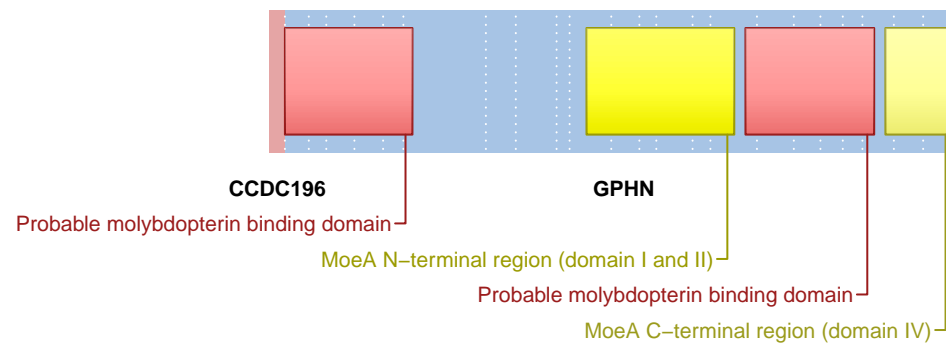 CCDC196
GPHN
Probable molybdopterin binding domain
MoeA N−terminal region (domain I and II)
Probable molybdopterin binding domain
MoeA C−terminal region (domain IV)